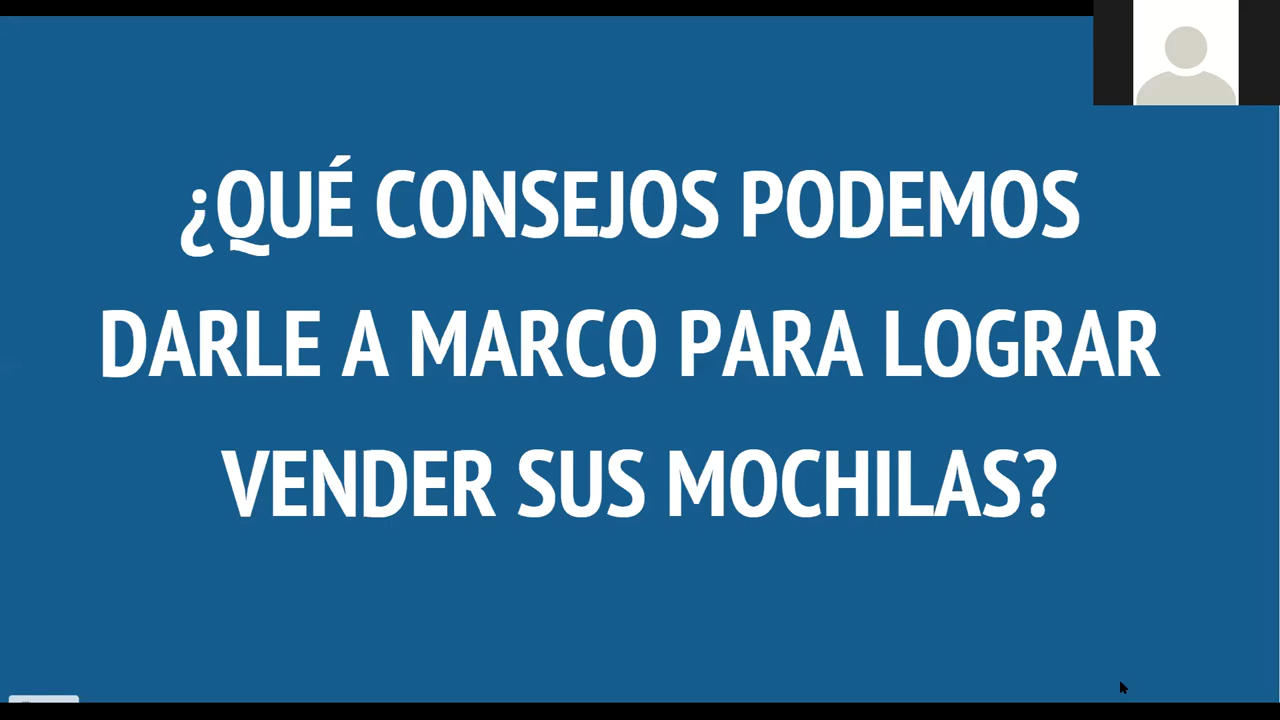 ¿QUÉ CONSEJOS PODEMOS
DARLE A MARCO PARA LOGRAR
VENDER SUS MOCHILAS?